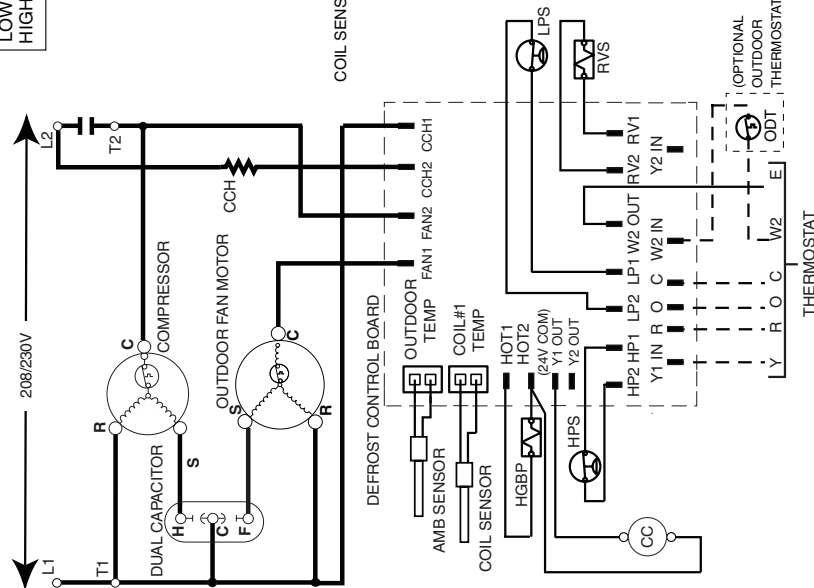 LOW
HIGH
COIL SENS
208/230V
L1
L2
T1
T2
CCH
COMPRESSOR
R
C
S
DUAL CAPACITOR
H
C
F
OUTDOOR FAN MOTOR
S
C
R
DEFROST CONTROL BOARD
FAN1
FAN2
CCH2
CCH1
OUTDOOR
TEMP
COIL#1
TEMP
AMB SENSOR
COIL SENSOR
HOT1
HOT2
(24V COM)
Y1 OUT
Y2 OUT
HGBP
HP2
HP1
LP2
LP1
W2 OUT
RV2
RV1
Y1 IN
R
O
C
W2 IN
Y2 IN
HPS
CC
LPS
RVS
(OPTIONAL
OUTDOOR
THERMOSTAT
ODT
Y
R
O
C
W2
E
THERMOSTAT